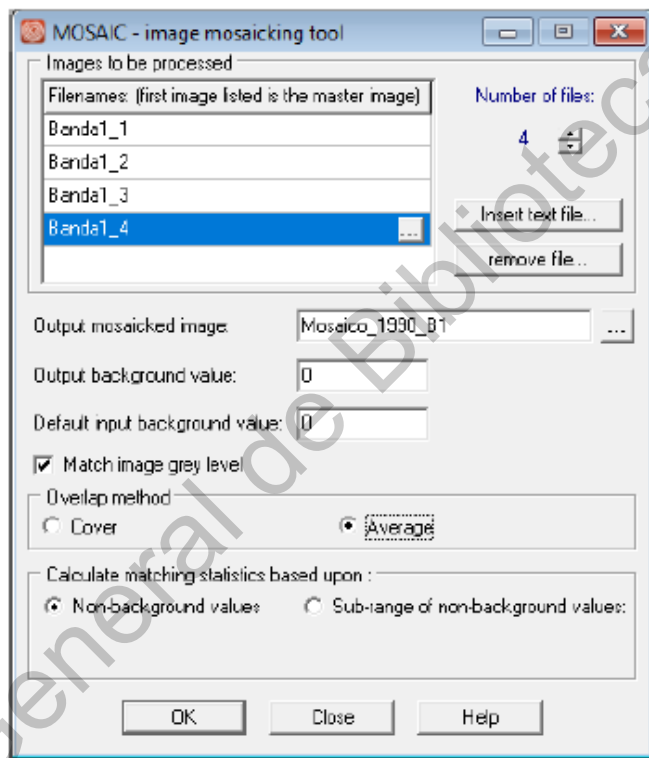 MOSAIC - image mosaicking tool
Images to be processed
Filenames: (first image listed is the master image)
Number of files:
Banda1_1
4
Banda1_2
Banda1_3
Banda1_4
...
Insert text file...
remove file...
Output mosaicked image:
Mosaico_1990_B1
...
Output background value:
0
Default input background value:
0
Match image grey level
Overlap method
Cover
Average
Calculate matching statistics based upon :
Non-background values
Sub-range of non-background values:
OK
Close
Help
general de Biblioteca